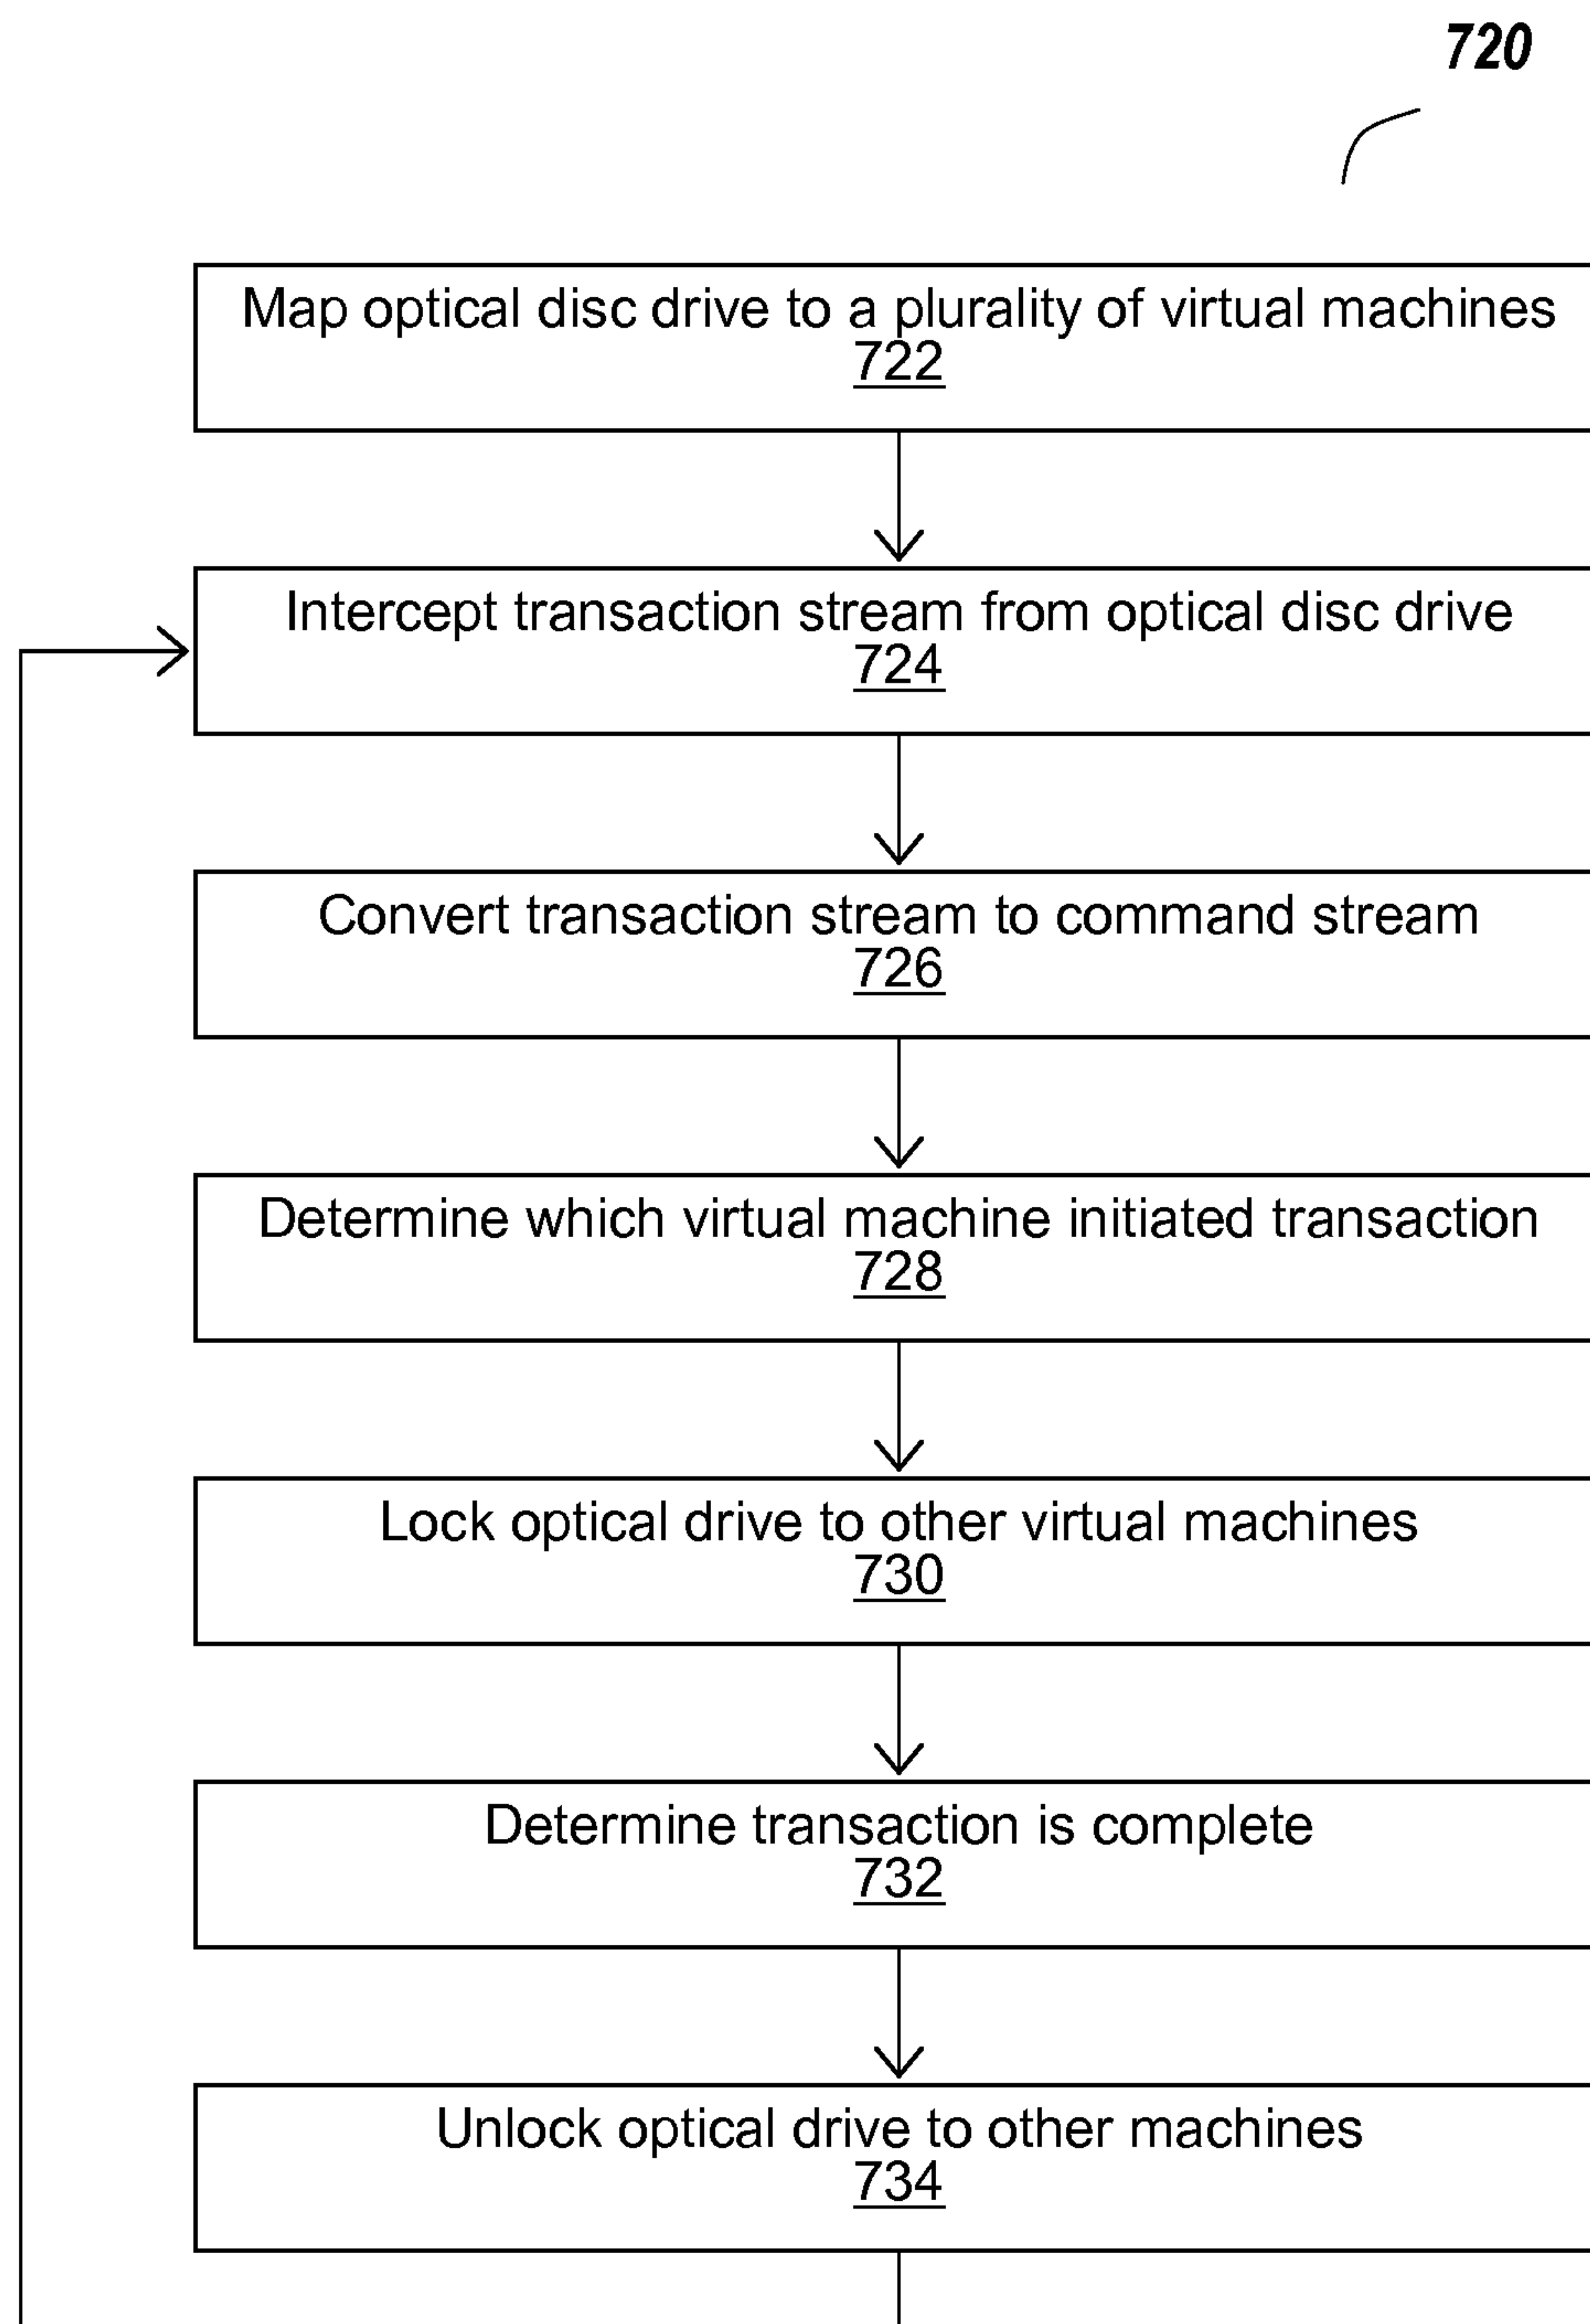 720
Map optical disc drive to a plurality of virtual machines
722
Intercept transaction stream from optical disc drive
724
Convert transaction stream to command stream
726
Determine which virtual machine initiated transaction
728
Lock optical drive to other virtual machines
730
Determine transaction is complete
732
Unlock optical drive to other machines
734